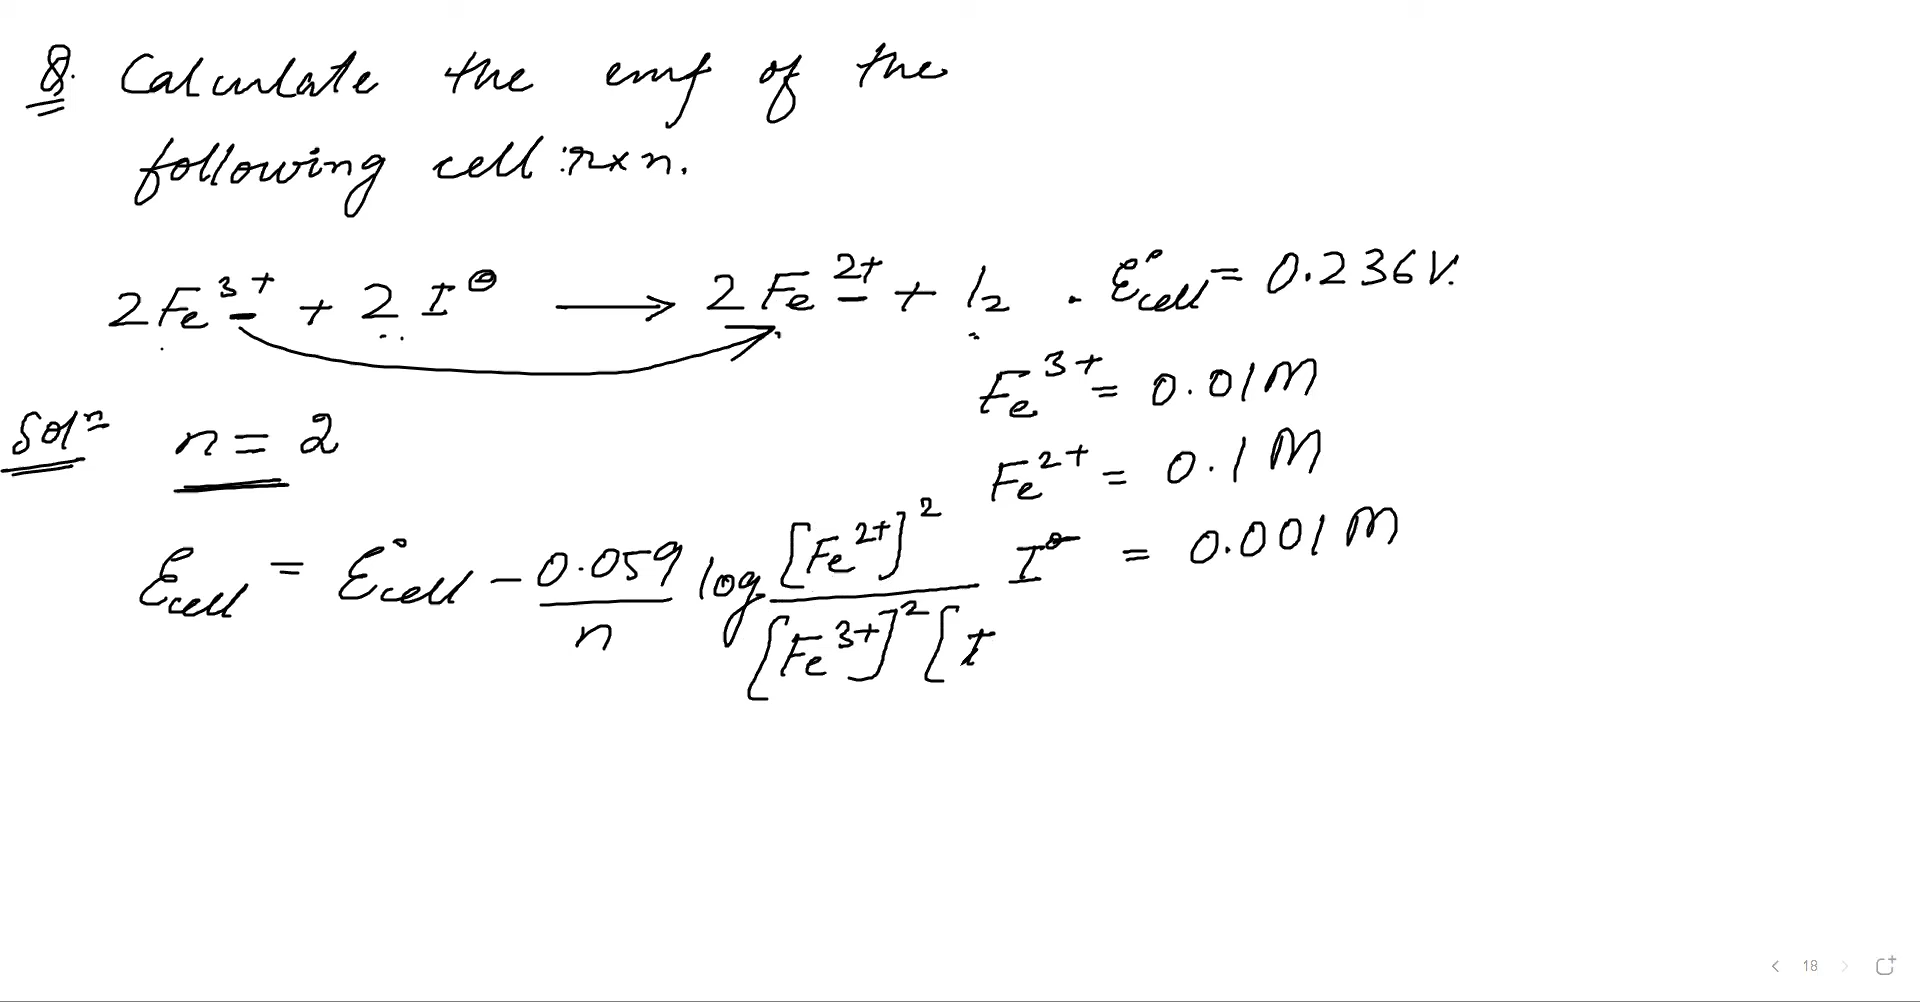 Q. Calculate the emf of the
following cell rxn.
2Fe³⁺ + 2I⊖ ⟶ 2Fe²⁺ + I₂ . E°cell = 0.236V.
Fe³⁺ = 0.01M
Solⁿ n = 2
Fe²⁺ = 0.1M
I⊖ = 0.001M
Ecell = E°cell - 0.059/n log [Fe²⁺]²/[Fe³⁺]²[I
18